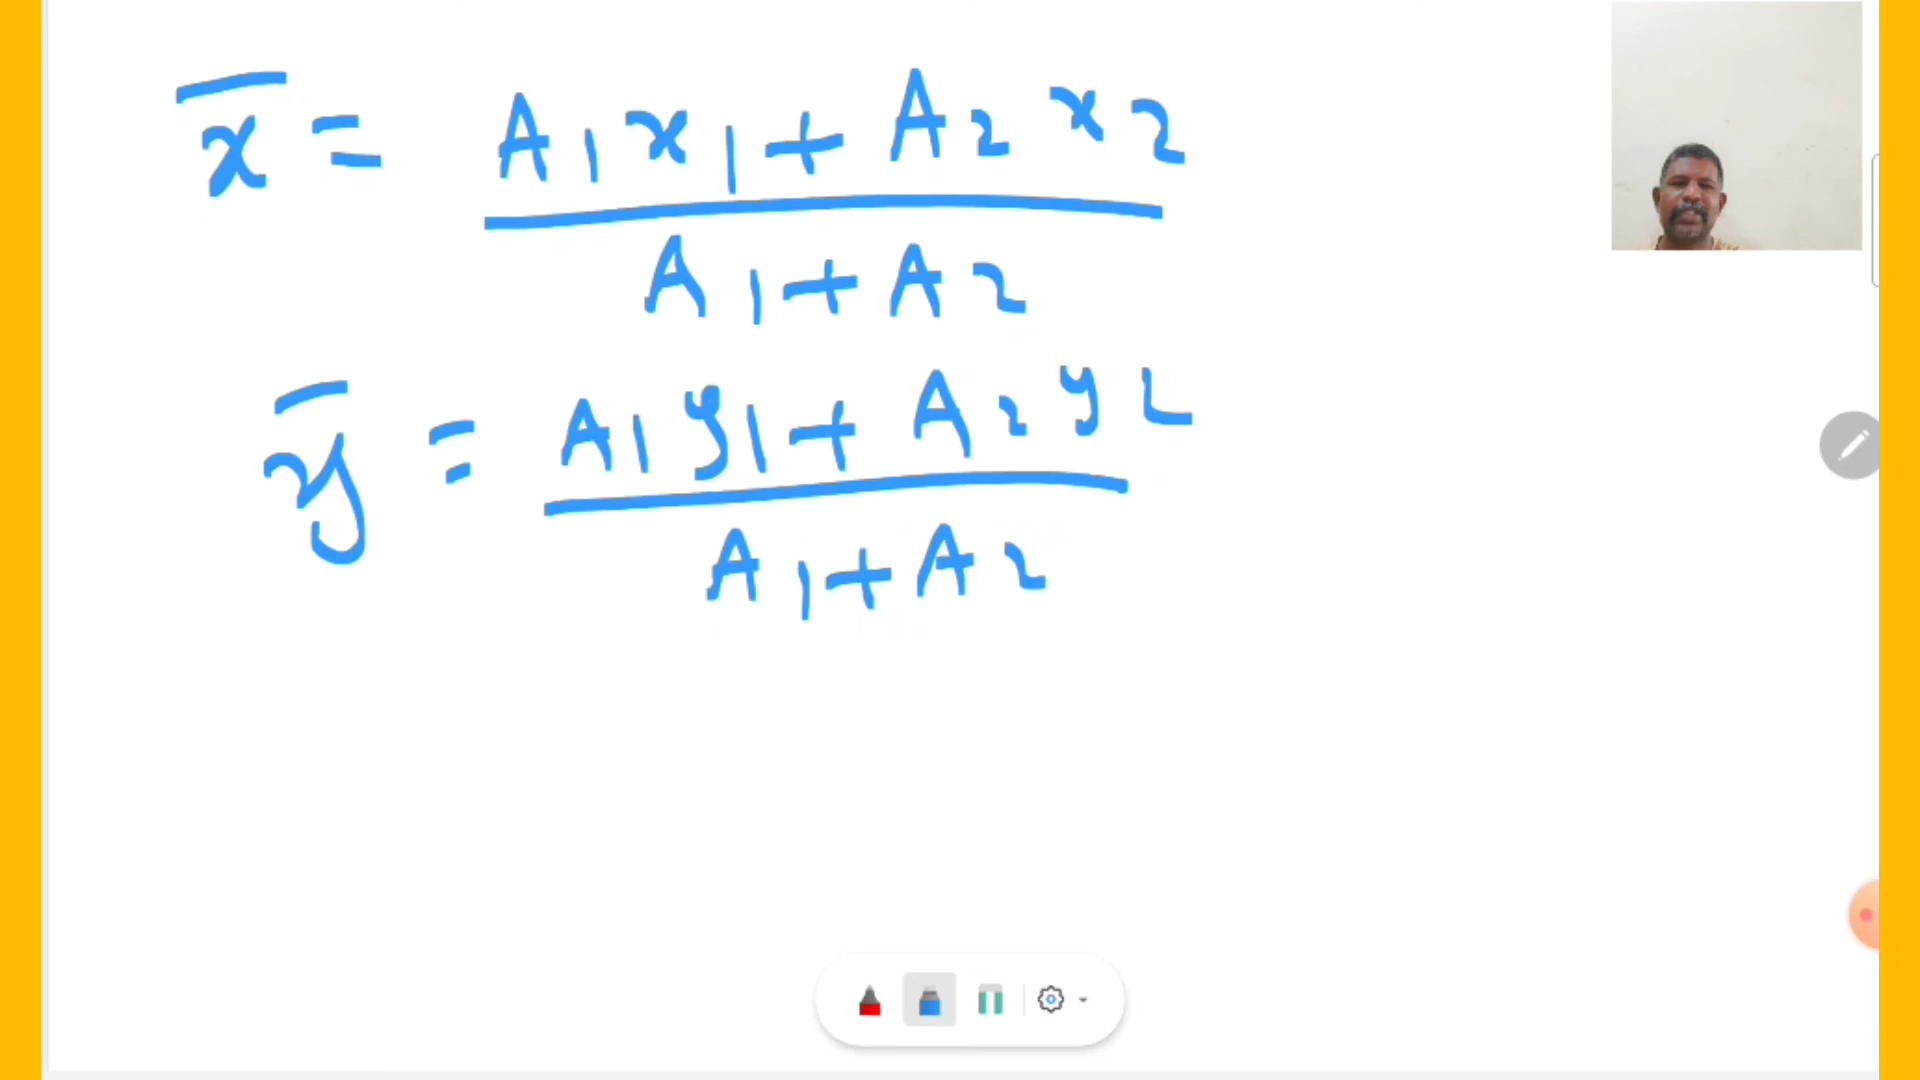 x̄ = A1x1 + A2x2
A1 + A2
ȳ = A1y1 + A2y2
A1 + A2